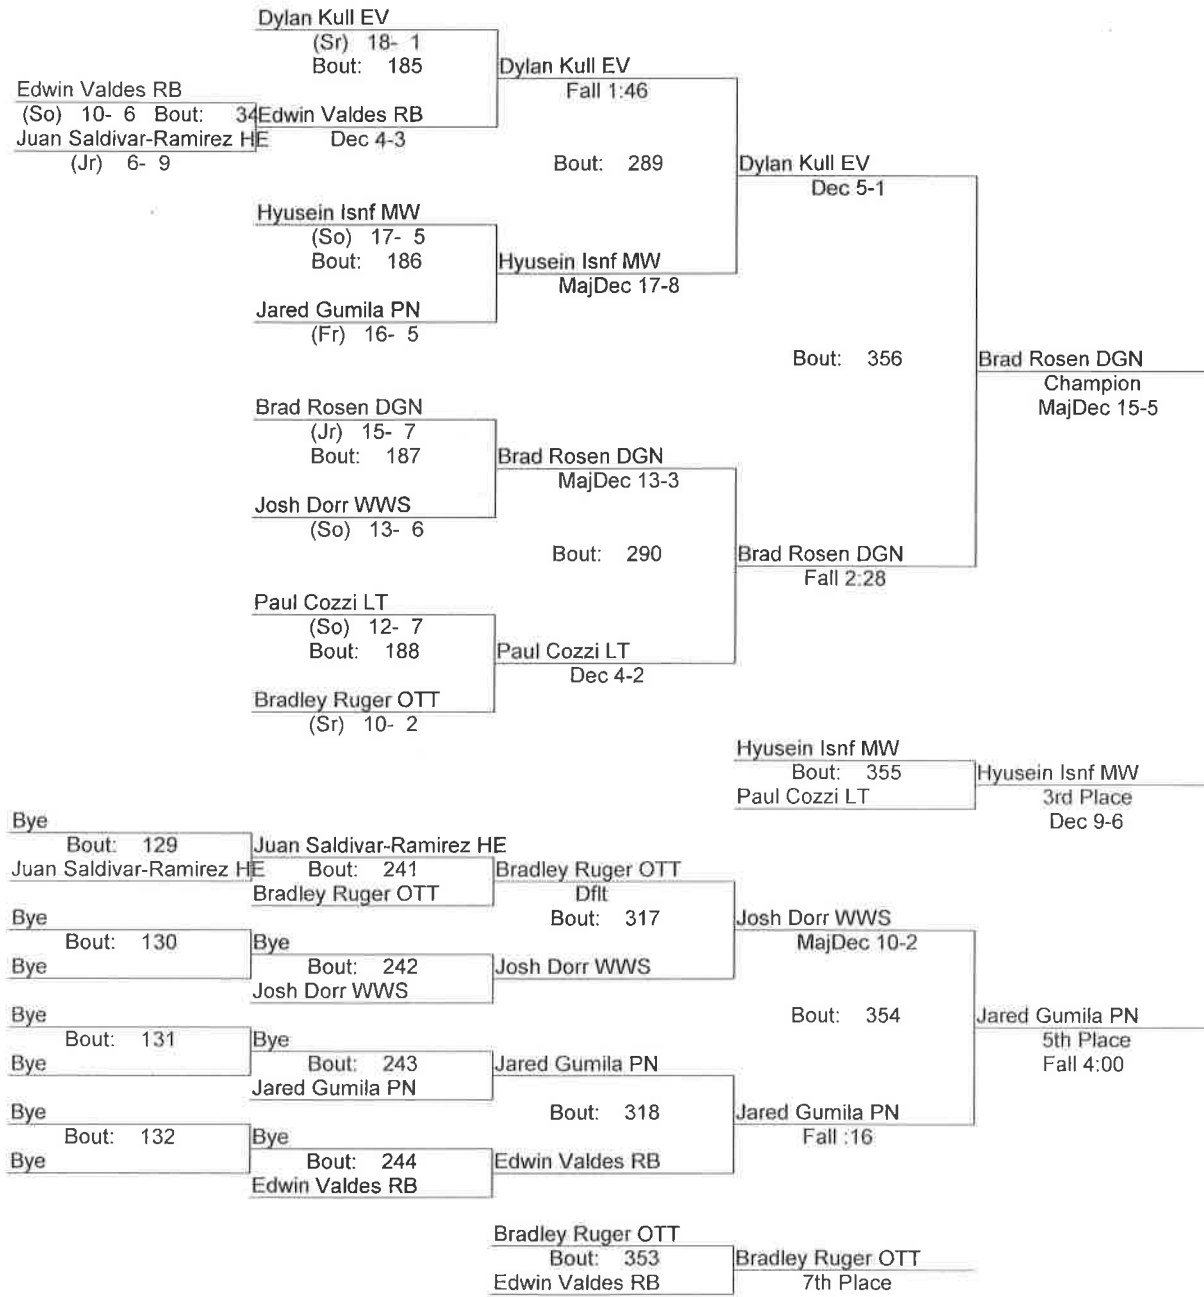 Dylan Kull EV
(Sr) 18- 1
Bout: 185
Dylan Kull EV
Fall 1:46
Edwin Valdes RB
(So) 10- 6 Bout: 34
Edwin Valdes RB
Dec 4-3
Juan Saldivar-Ramirez HE
(Jr) 6- 9
Bout: 289
Dylan Kull EV
Dec 5-1
Hyusein Isnf MW
(So) 17- 5
Bout: 186
Hyusein Isnf MW
MajDec 17-8
Jared Gumila PN
(Fr) 16- 5
Bout: 356
Brad Rosen DGN
Champion
MajDec 15-5
Brad Rosen DGN
(Jr) 15- 7
Bout: 187
Brad Rosen DGN
MajDec 13-3
Josh Dorr WWS
(So) 13- 6
Bout: 290
Brad Rosen DGN
Fall 2:28
Paul Cozzi LT
(So) 12- 7
Bout: 188
Paul Cozzi LT
Dec 4-2
Bradley Ruger OTT
(Sr) 10- 2
Hyusein Isnf MW
Bout: 355
Hyusein Isnf MW
Paul Cozzi LT
3rd Place
Dec 9-6
Bye
Bout: 129
Juan Saldivar-Ramirez HE
Juan Saldivar-Ramirez HE
Bout: 241
Bradley Ruger OTT
Bradley Ruger OTT
Dflt
Bye
Bout: 317
Josh Dorr WWS
MajDec 10-2
Bout: 130
Bye
Bye
Bout: 242
Josh Dorr WWS
Josh Dorr WWS
Bye
Bout: 354
Jared Gumila PN
5th Place
Fall 4:00
Bout: 131
Bye
Bye
Bout: 243
Jared Gumila PN
Jared Gumila PN
Bye
Bout: 318
Jared Gumila PN
Fall :16
Bout: 132
Bye
Bye
Bout: 244
Edwin Valdes RB
Edwin Valdes RB
Bradley Ruger OTT
Bout: 353
Bradley Ruger OTT
Edwin Valdes RB
7th Place